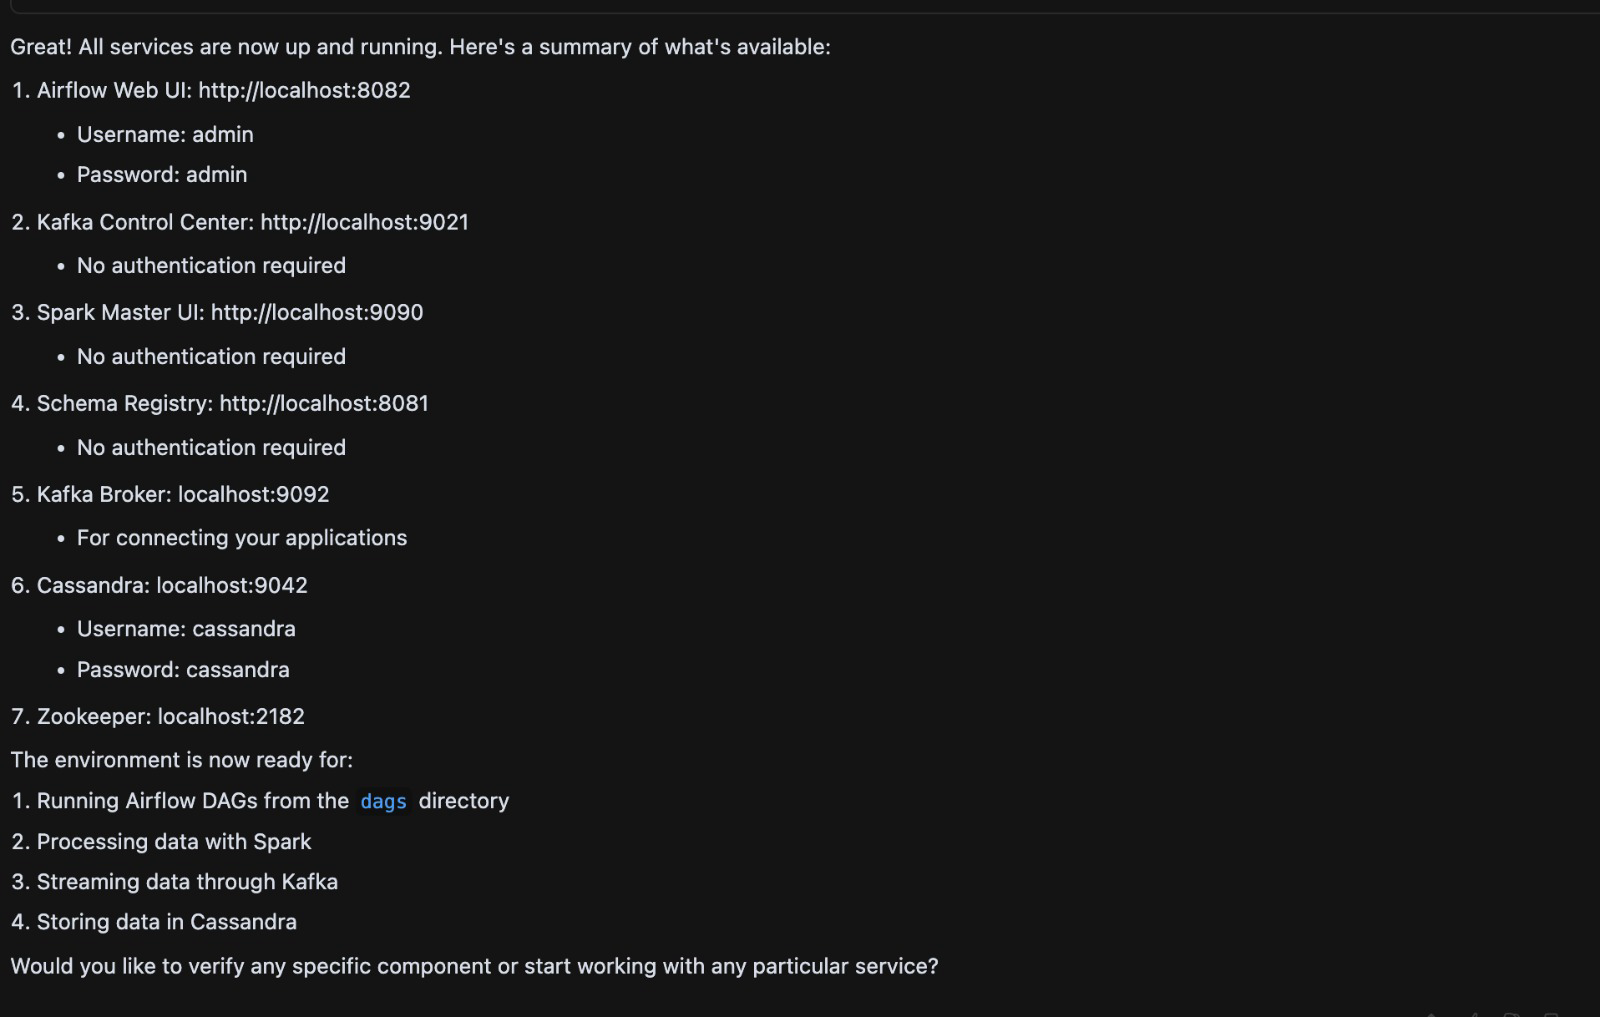 Great! All services are now up and running. Here's a summary of what's available:
1. Airflow Web UI: http://localhost:8082
• Username: admin
• Password: admin
2. Kafka Control Center: http://localhost:9021
• No authentication required
3. Spark Master UI: http://localhost:9090
• No authentication required
4. Schema Registry: http://localhost:8081
• No authentication required
5. Kafka Broker: localhost:9092
• For connecting your applications
6. Cassandra: localhost:9042
• Username: cassandra
• Password: cassandra
7. Zookeeper: localhost:2182
The environment is now ready for:
1. Running Airflow DAGs from the dags directory
2. Processing data with Spark
3. Streaming data through Kafka
4. Storing data in Cassandra
Would you like to verify any specific component or start working with any particular service?